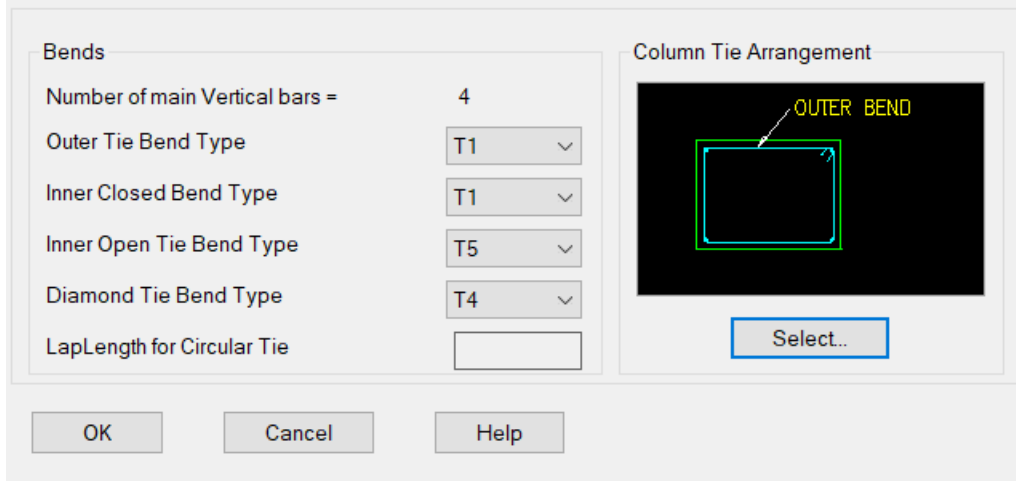 Bends
Number of main Vertical bars = 4
Outer Tie Bend Type T1
Inner Closed Bend Type T1
Inner Open Tie Bend Type T5
Diamond Tie Bend Type T4
LapLength for Circular Tie
Column Tie Arrangement
OUTER BEND
Select...
OK Cancel Help